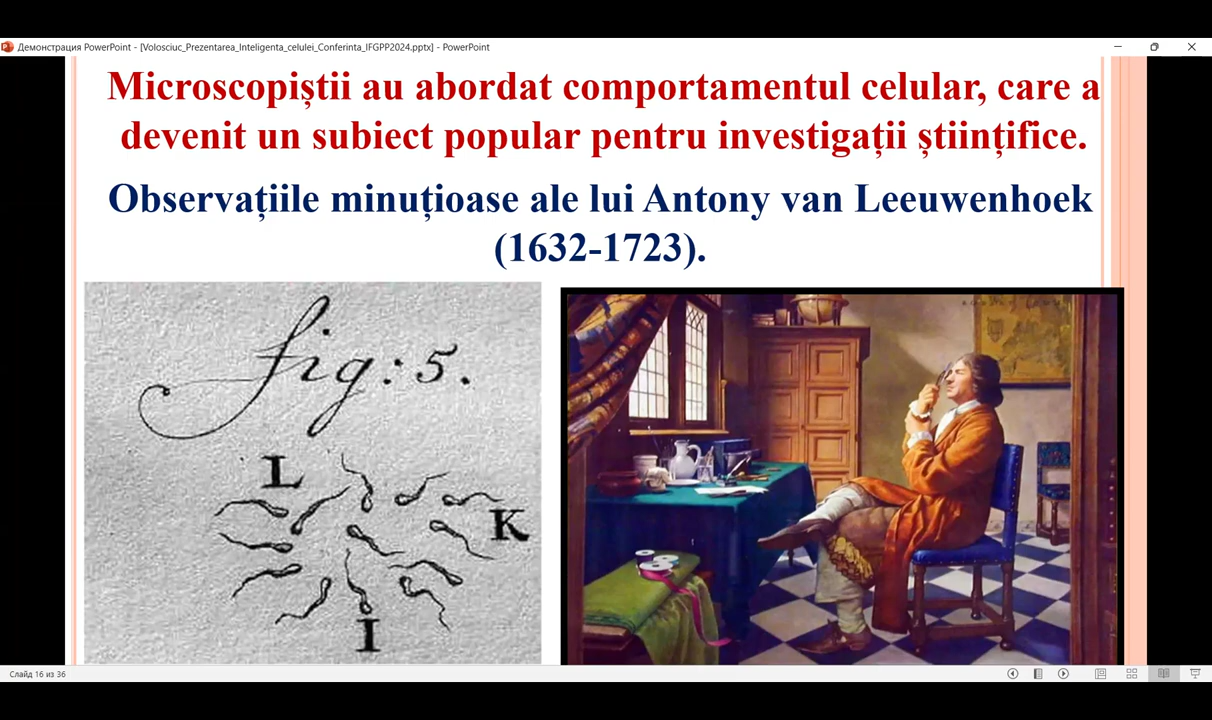 Демонстрация PowerPoint - [Volosciuc_Prezentarea_Inteligenta_celulei_Conferinta_IFGPP2024.pptx] - PowerPoint
Microscopiștii au abordat comportamentul celular, care a
devenit un subiect popular pentru investigații științifice.
Observațiile minuțioase ale lui Antony van Leeuwenhoek
(1632-1723).
fig: 5.
L
K
I
Слайд 16 из 36